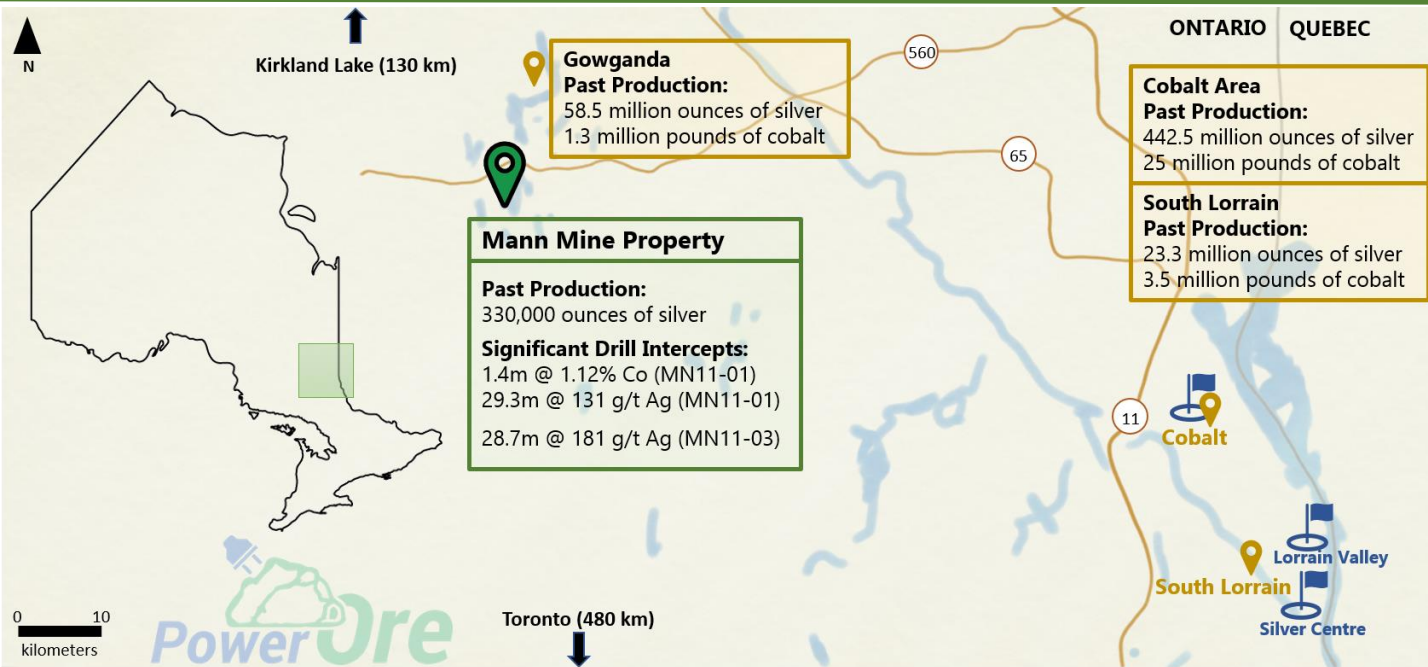 N
Kirkland Lake (130 km)
Gowganda
Past Production:
58.5 million ounces of silver
1.3 million pounds of cobalt
560
65
ONTARIO QUEBEC
Cobalt Area
Past Production:
442.5 million ounces of silver
25 million pounds of cobalt
South Lorrain
Past Production:
23.3 million ounces of silver
3.5 million pounds of cobalt
Mann Mine Property
Past Production:
330,000 ounces of silver
Significant Drill Intercepts:
1.4m @ 1.12% Co (MN11-01)
29.3m @ 131 g/t Ag (MN11-01)
28.7m @ 181 g/t Ag (MN11-03)
11
Cobalt
Lorrain Valley
South Lorrain
Silver Centre
0 10
kilometers
PowerOre
Toronto (480 km)